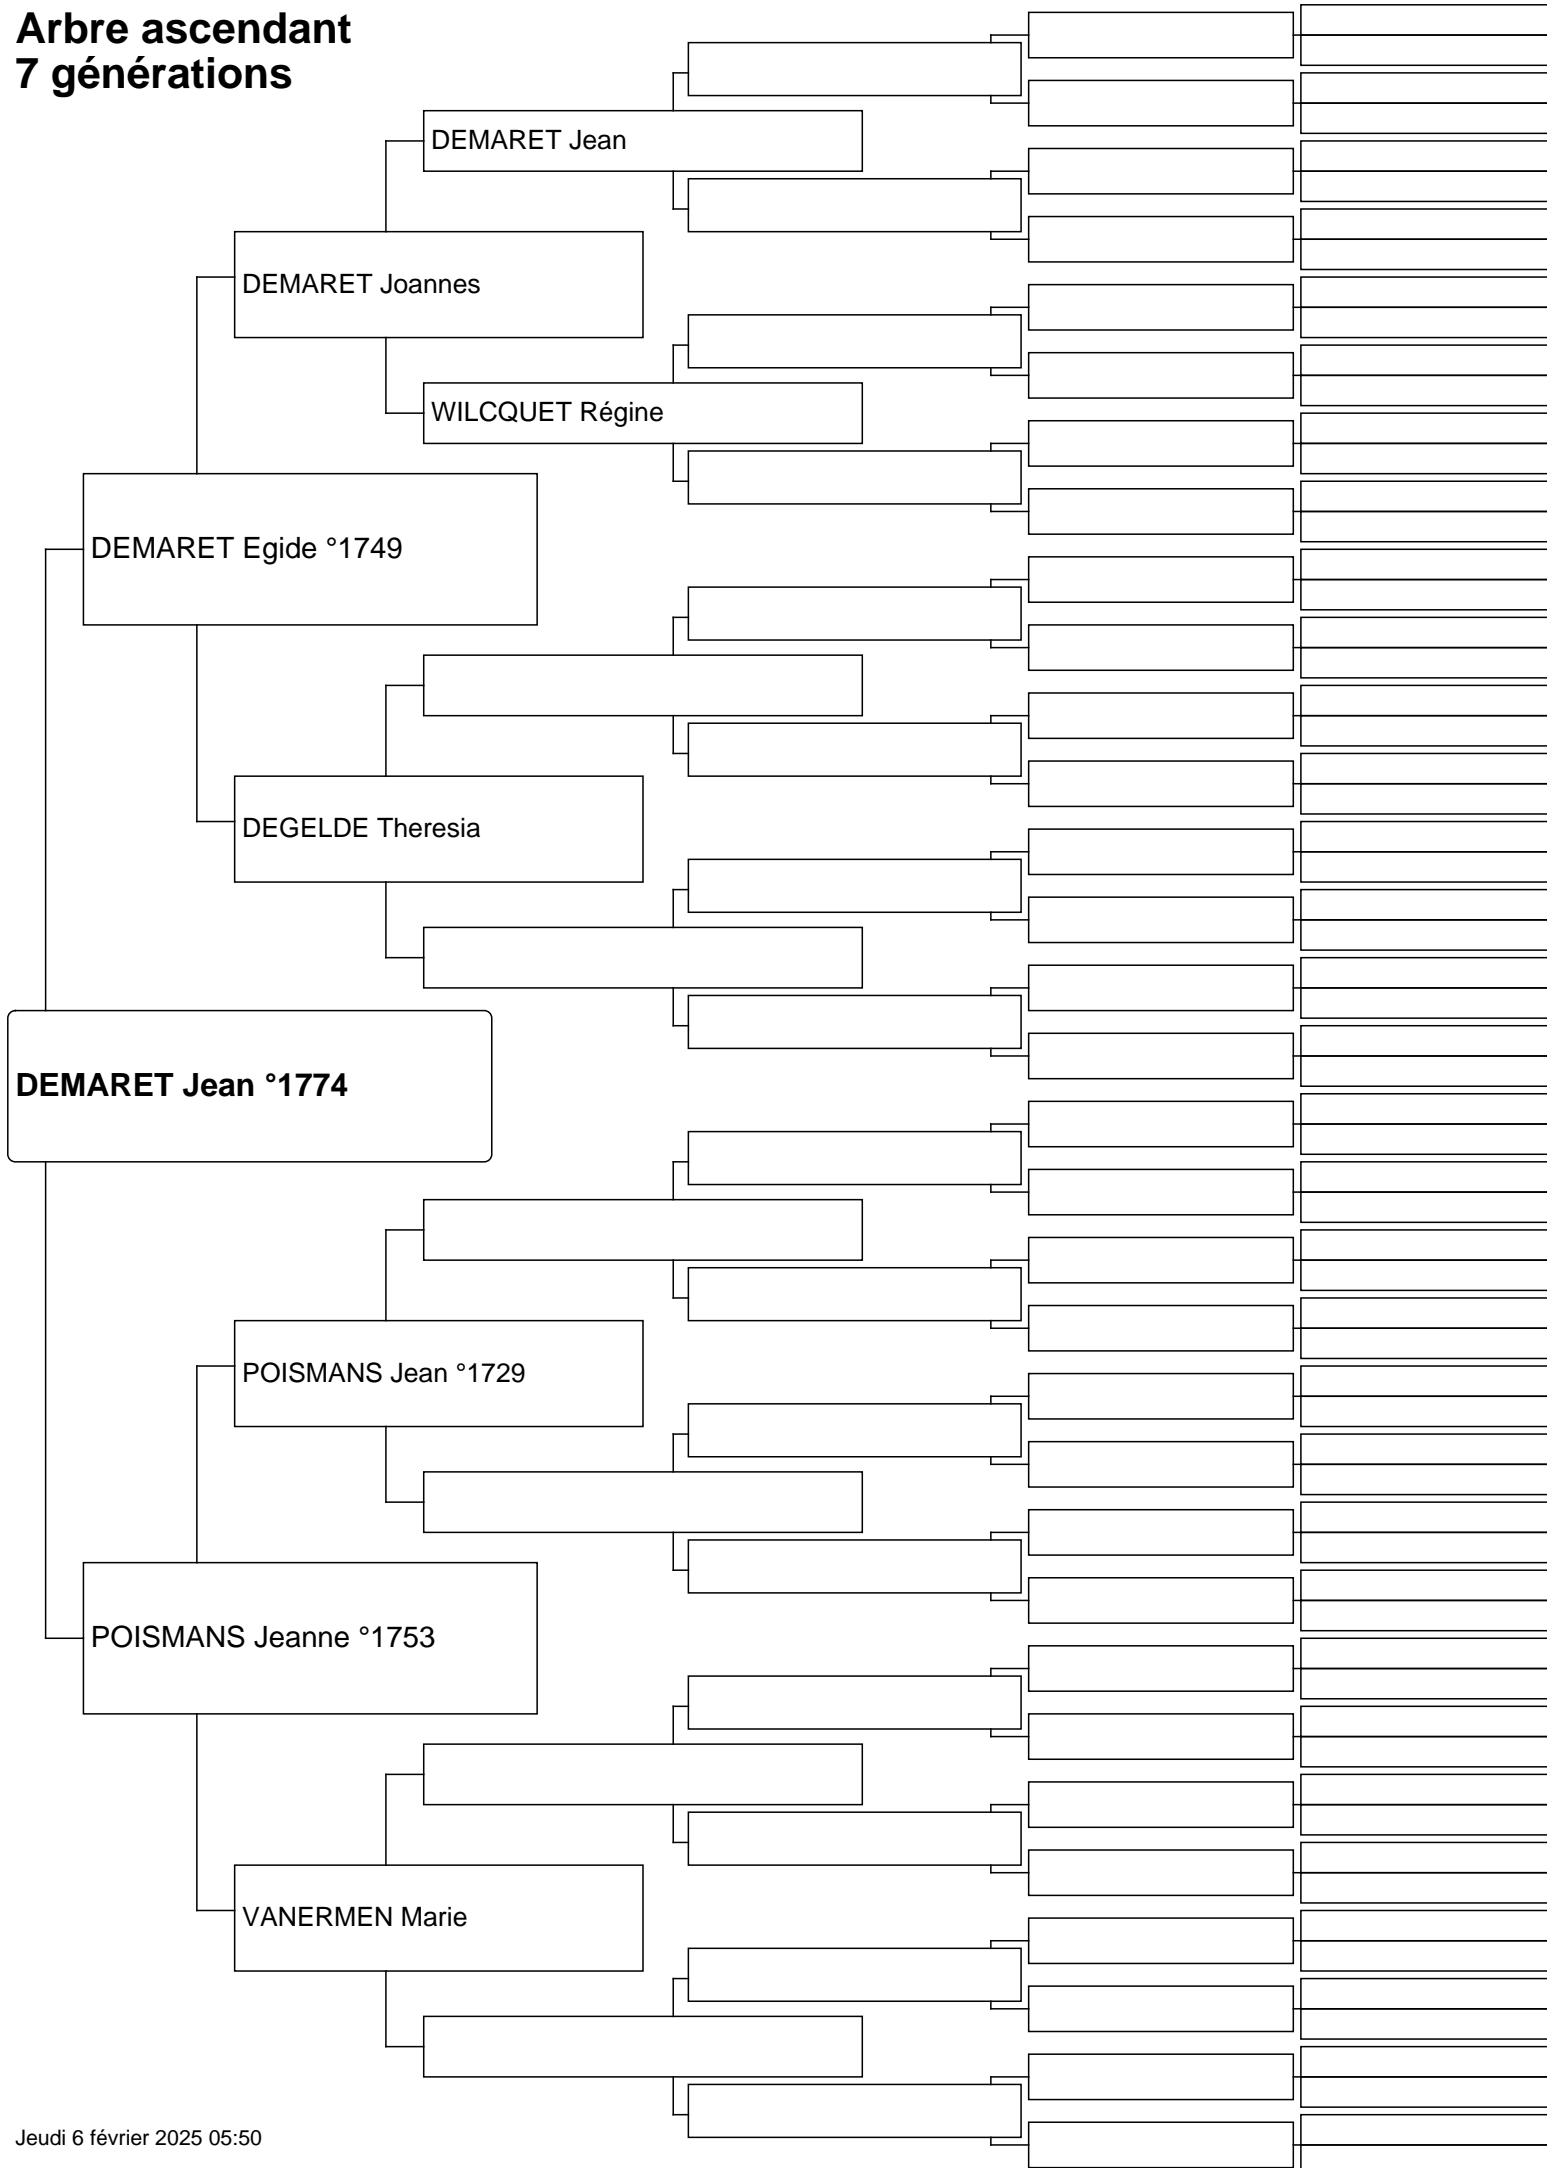 Arbre ascendant
7 générations
DEMARET Jean
DEMARET Joannes
WILCQUET Régine
DEMARET Egide °1749
DEGELDE Theresia
DEMARET Jean °1774
POISMANS Jean °1729
POISMANS Jeanne °1753
VANERMEN Marie
Jeudi 6 février 2025 05:50